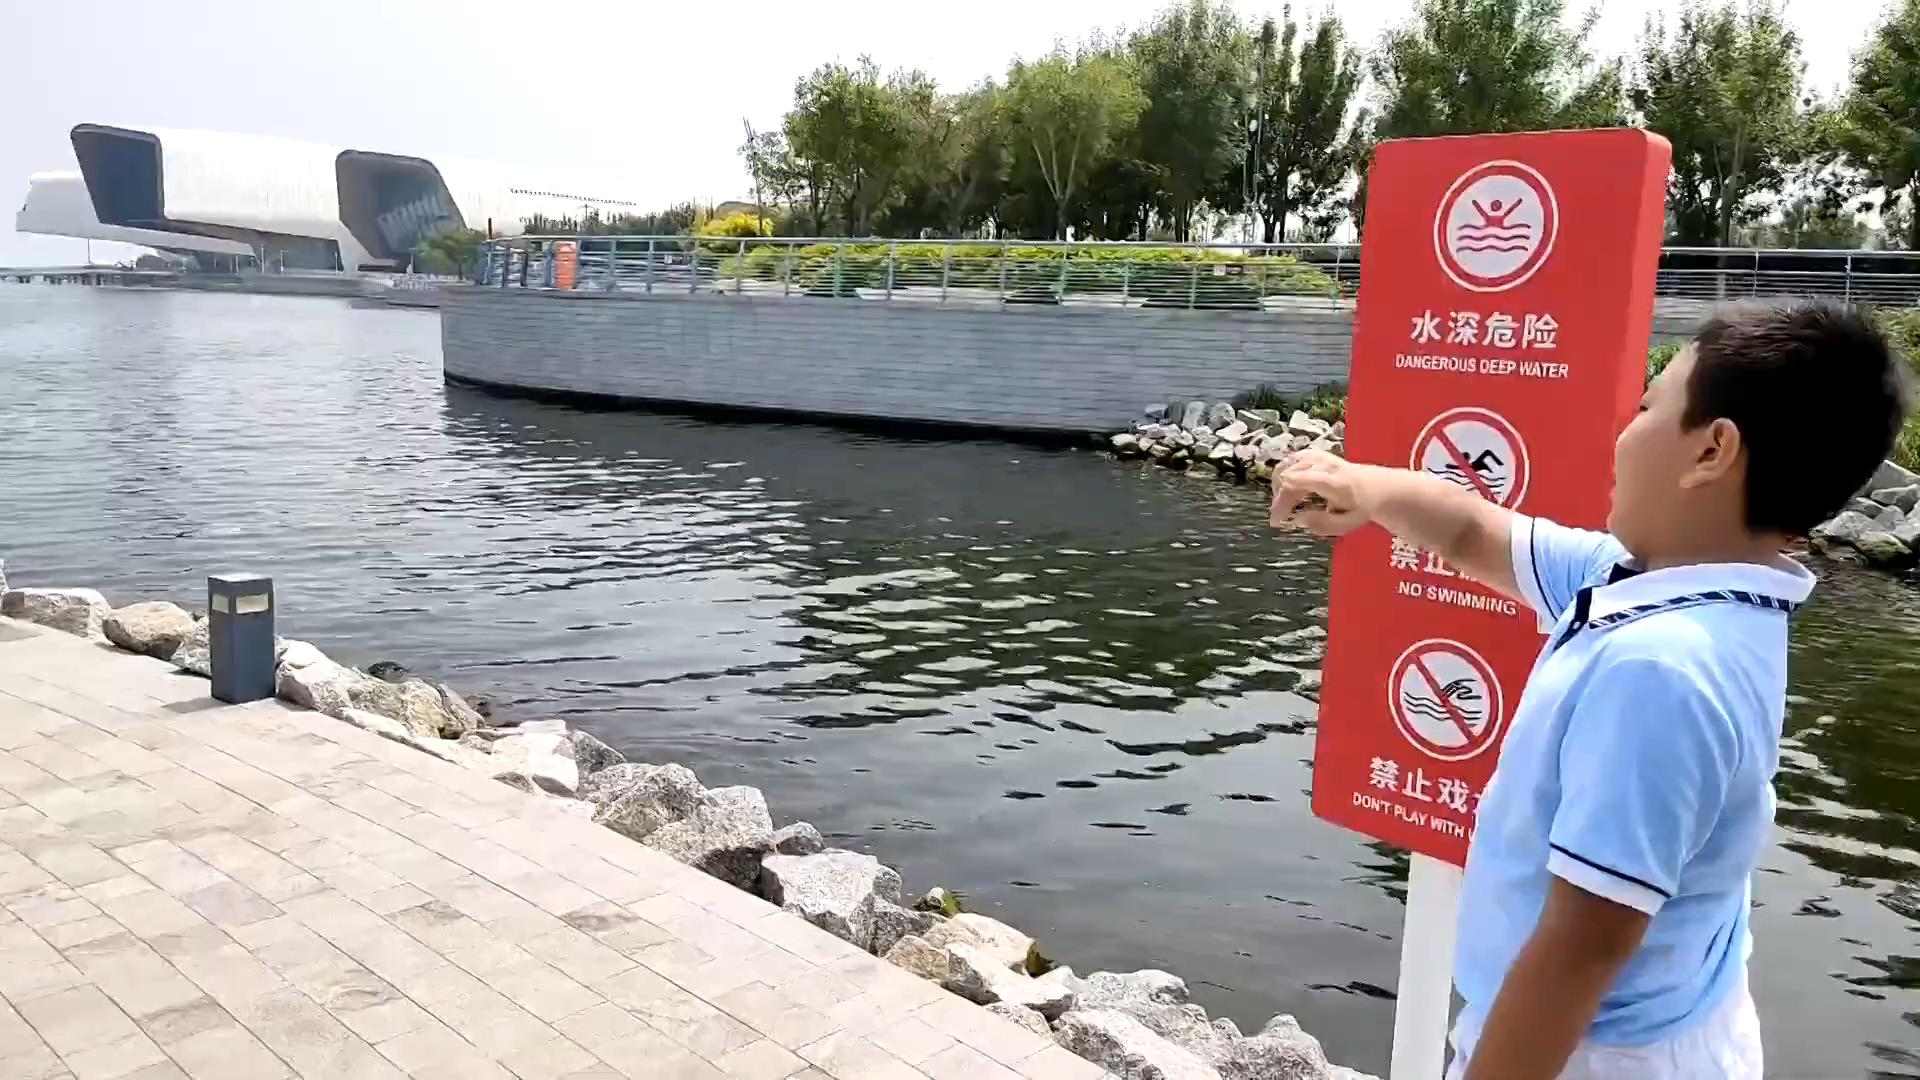 水深危险
DANGEROUS DEEP WATER
禁止
NO SWIMMING
禁止戏
DON'T PLAY WITH